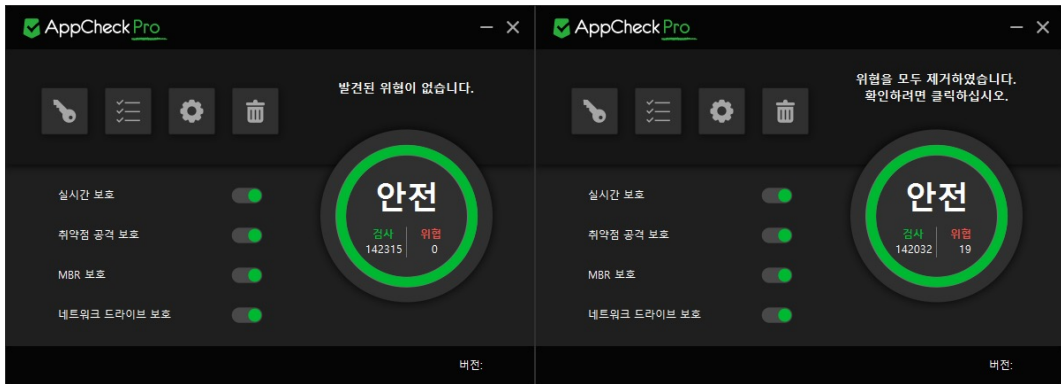 AppCheck Pro
발견된 위협이 없습니다.
안전
검사 위협
142315 0
실시간 보호
취약점 공격 보호
MBR 보호
네트워크 드라이브 보호
버전:
AppCheck Pro
위협을 모두 제거하였습니다.
확인하려면 클릭하십시오.
안전
검사 위협
142032 19
실시간 보호
취약점 공격 보호
MBR 보호
네트워크 드라이브 보호
버전: